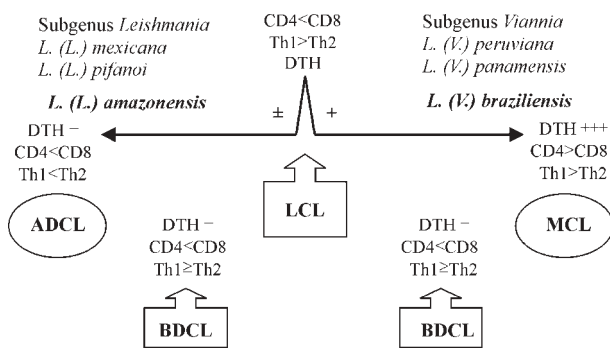 Subgenus Leishmania
L. (L.) mexicana
L. (L.) pifanoi
L. (L.) amazonensis
CD4<CD8
Th1>Th2
DTH
± +
Subgenus Viannia
L. (V.) peruviana
L. (V.) panamensis
L. (V.) braziliensis
DTH −
CD4<CD8
Th1<Th2
ADCL
LCL
DTH +++
CD4>CD8
Th1>Th2
MCL
DTH −
CD4<CD8
Th1≥Th2
BDCL
DTH −
CD4<CD8
Th1≥Th2
BDCL